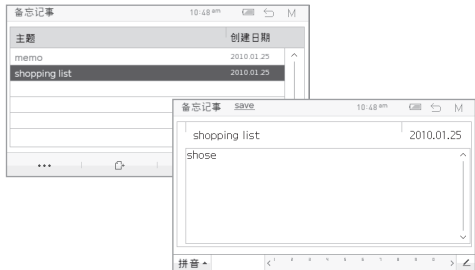 备忘记事 10:48 am M
主题 创建日期
memo 2010.01.25
shopping list 2010.01.25
备忘记事 save 10:48 am M
shopping list 2010.01.25
shose
拼音